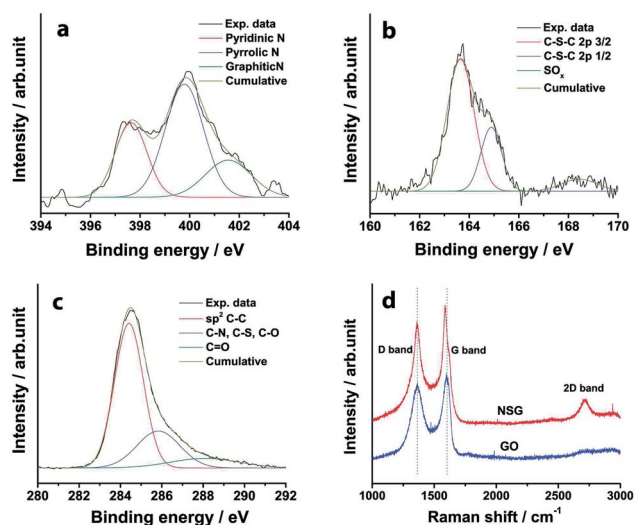 a
Exp. data
Pyridinic N
Pyrrolic N
GraphiticN
Cumulative
Intensity / arb.unit
394 396 398 400 402 404
Binding energy / eV
b
Exp. data
C-S-C 2p 3/2
C-S-C 2p 1/2
SOₓ
Cumulative
Intensity / arb.unit
160 162 164 166 168 170
Binding energy / eV
c
Exp. data
sp² C-C
C-N, C-S, C-O
C=O
Cumulative
Intensity / arb.unit
280 282 284 286 288 290 292
Binding energy / eV
d
D band
G band
2D band
NSG
GO
Intensity / arb.unit
1000 1500 2000 2500 3000
Raman shift / cm⁻¹